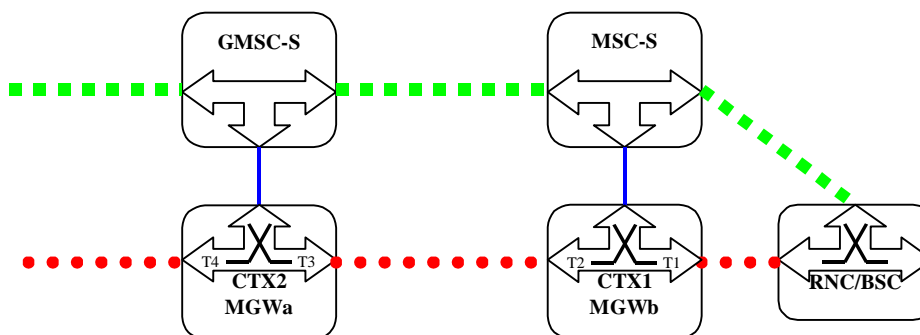 GMSC-S
MSC-S
T4
T3
CTX2
MGWa
T2
T1
CTX1
MGWb
RNC/BSC